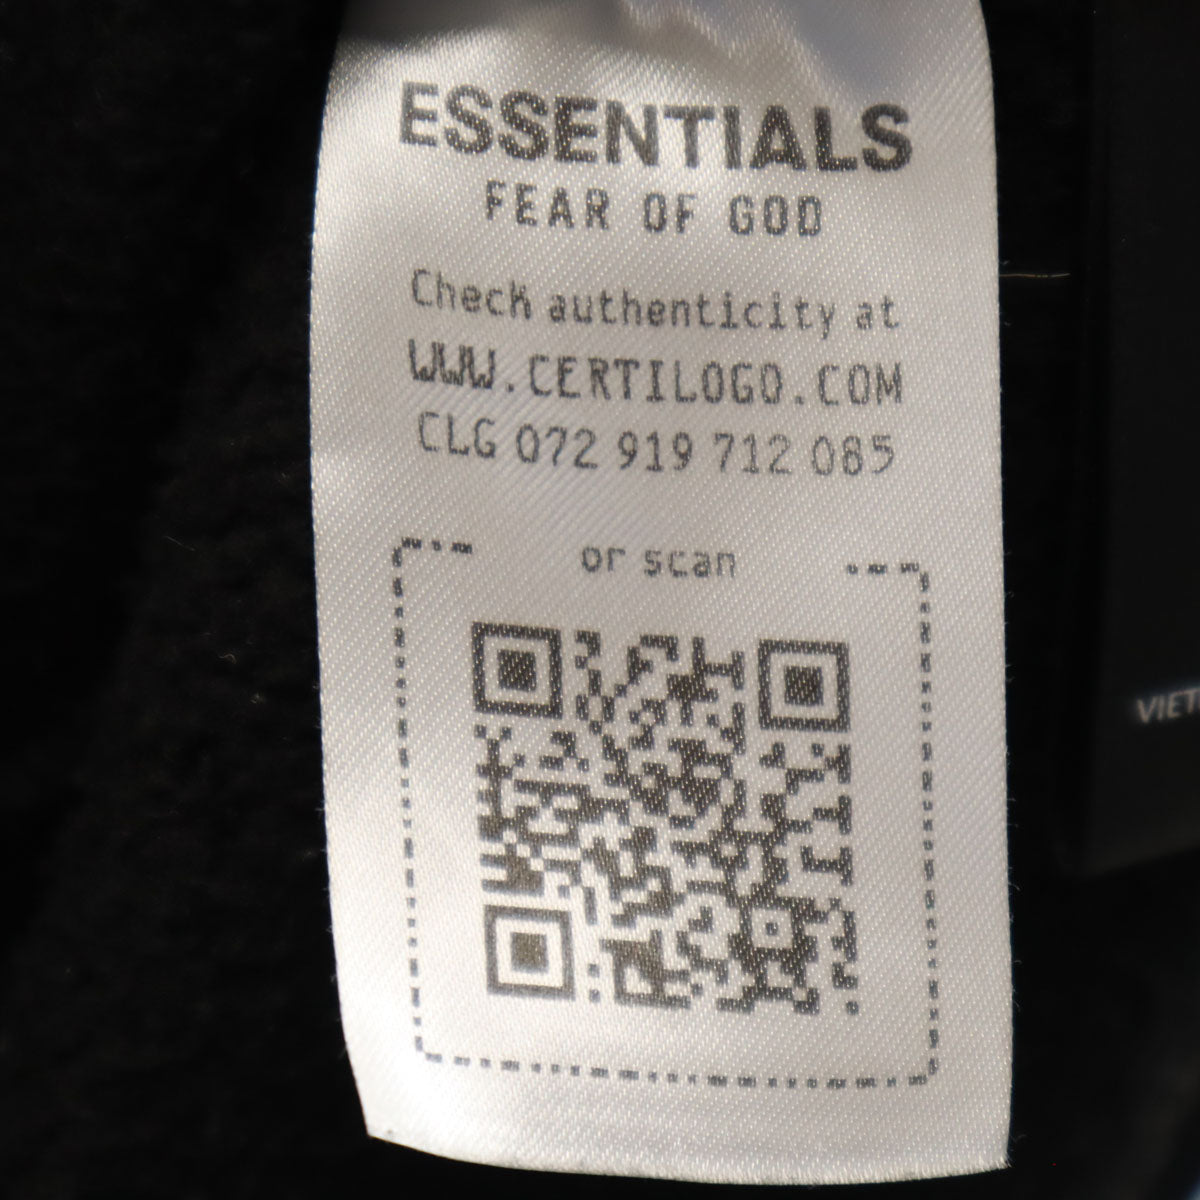 ESSENTIALS
FEAR OF GOD
Check authenticity at
WWW.CERTILOGO.COM
CLG 072 919 712 085
or scan